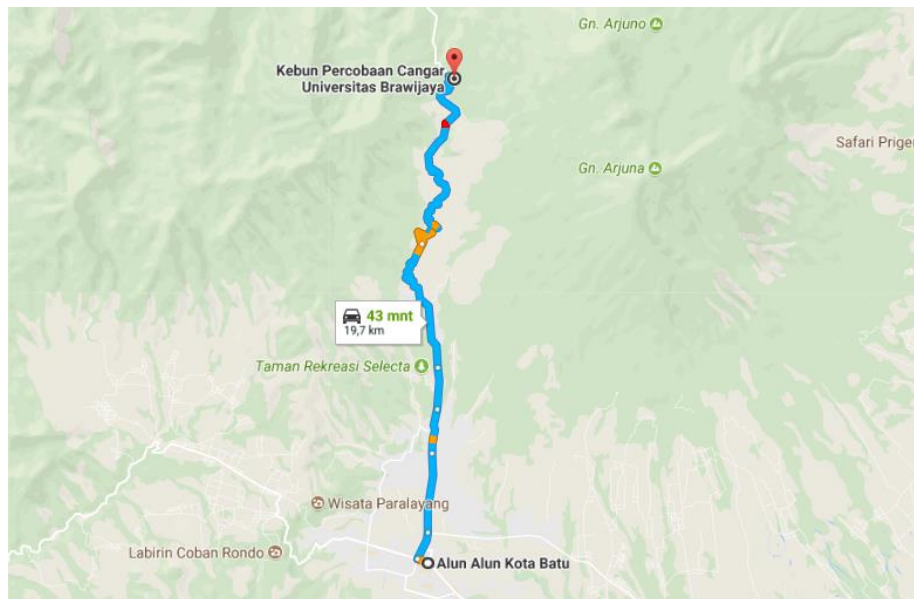 Gn. Arjuno
Kebun Percobaan Cangar
Universitas Brawijaya
Safari Priger
Gn. Arjuna
43 mnt
19,7 km
Taman Rekreasi Selecta
Wisata Paralayang
Labirin Coban Rondo
Alun Alun Kota Batu